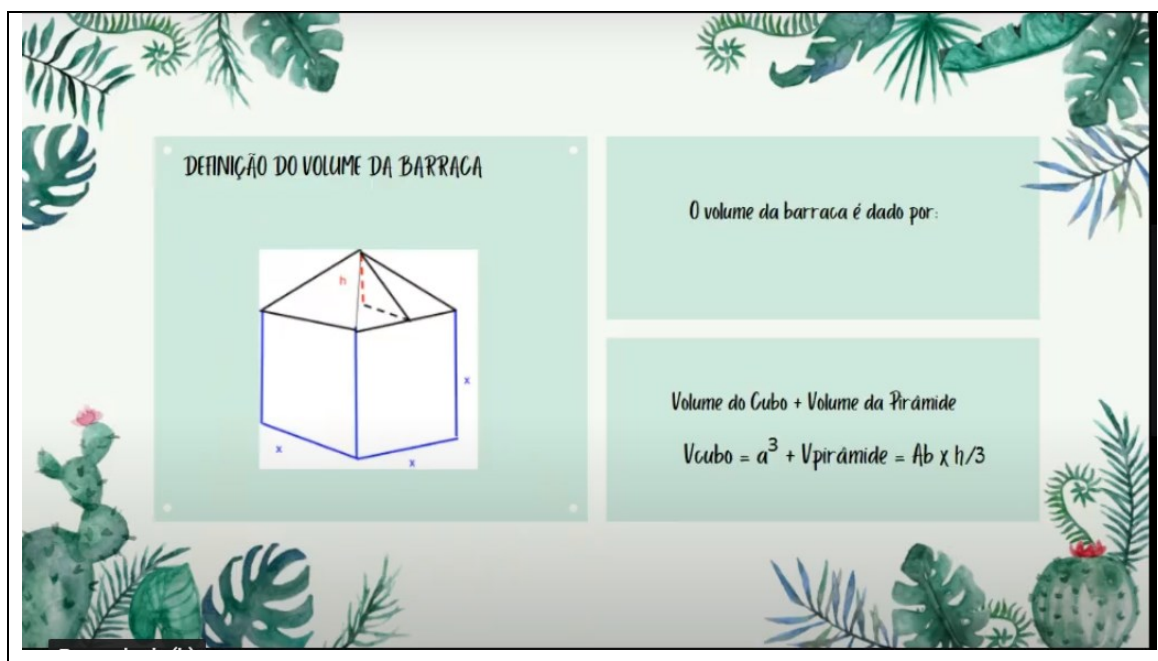 DEFINIÇÃO DO VOLUME DA BARRACA
h
x
x
x
O volume da barraca é dado por:
Volume do Cubo + Volume da Pirâmide
Vcubo = a³ + Vpirâmide = Ab x h/3